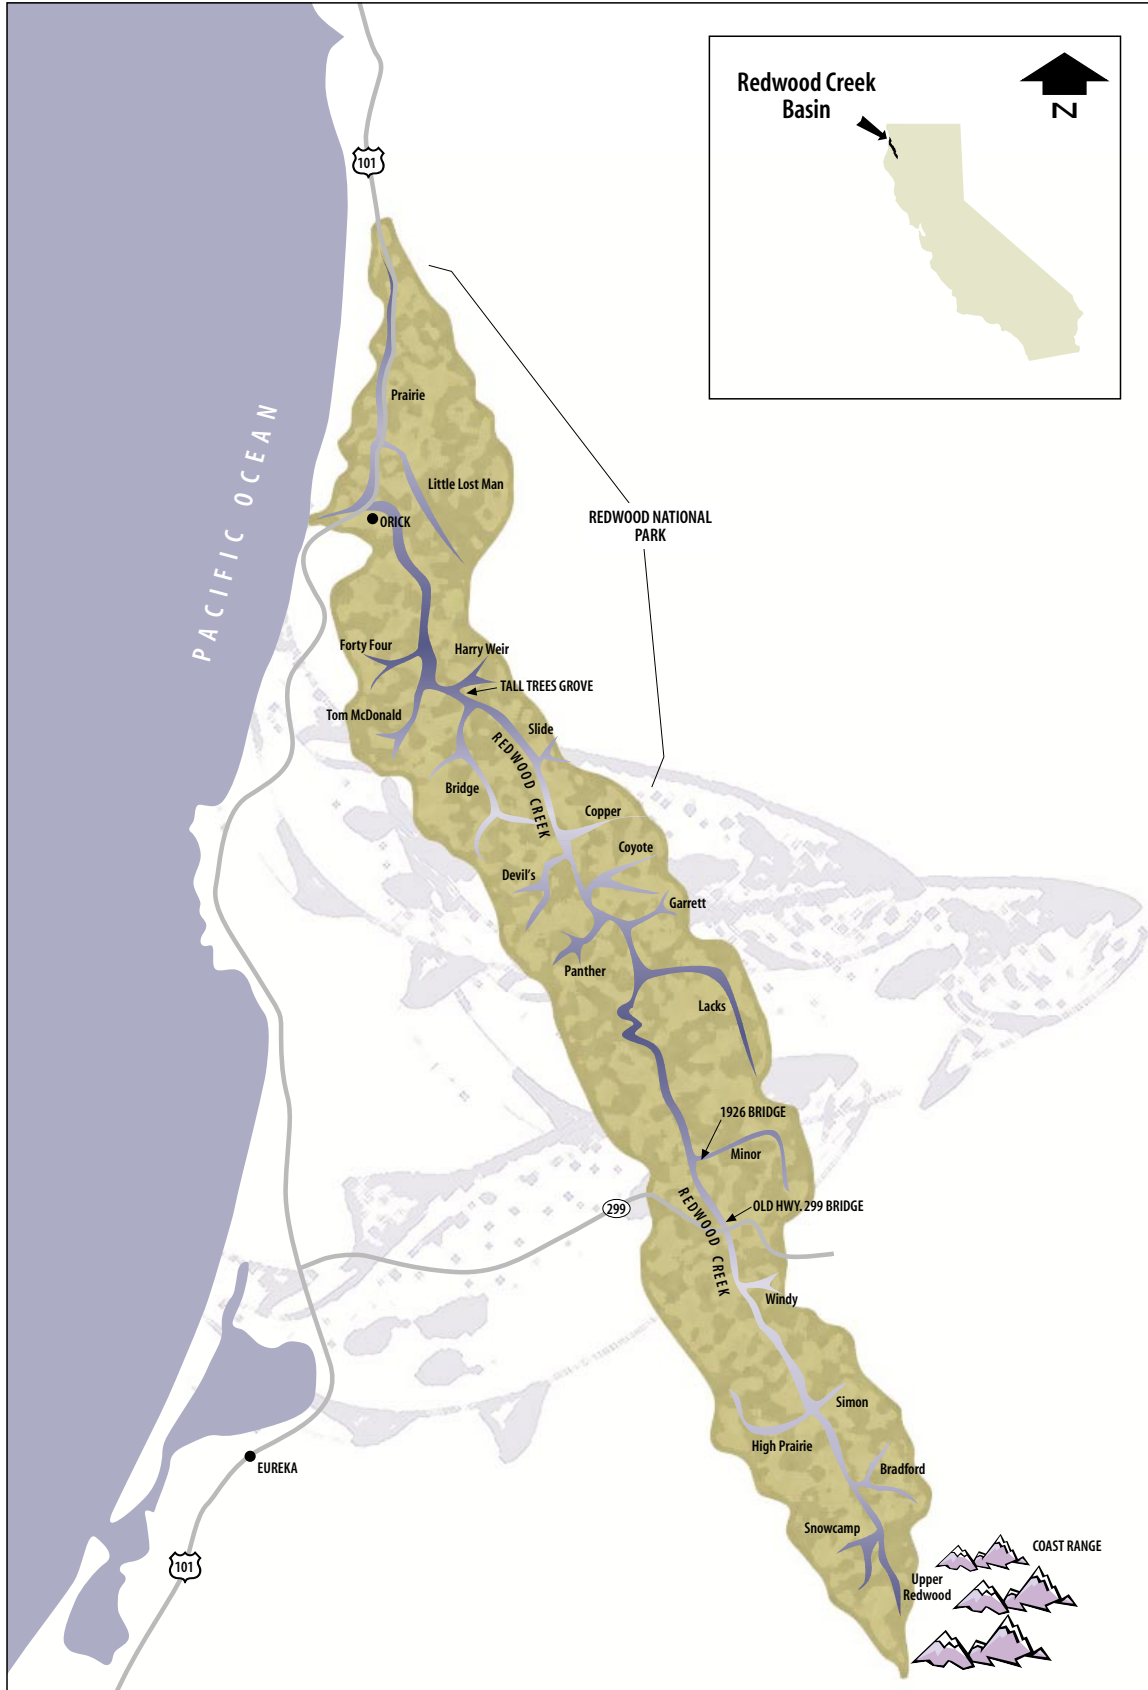 Redwood Creek
Basin
N
101
Prairie
Little Lost Man
PACIFIC OCEAN
ORICK
REDWOOD NATIONAL
PARK
Forty Four
Harry Weir
TALL TREES GROVE
Tom McDonald
Slide
REDWOOD CREEK
Bridge
Copper
Coyote
Devil's
Garrett
Panther
Lacks
1926 BRIDGE
Minor
299
OLD HWY. 299 BRIDGE
REDWOOD CREEK
Windy
Simon
High Prairie
EUREKA
Bradford
Snowcamp
COAST RANGE
101
Upper
Redwood